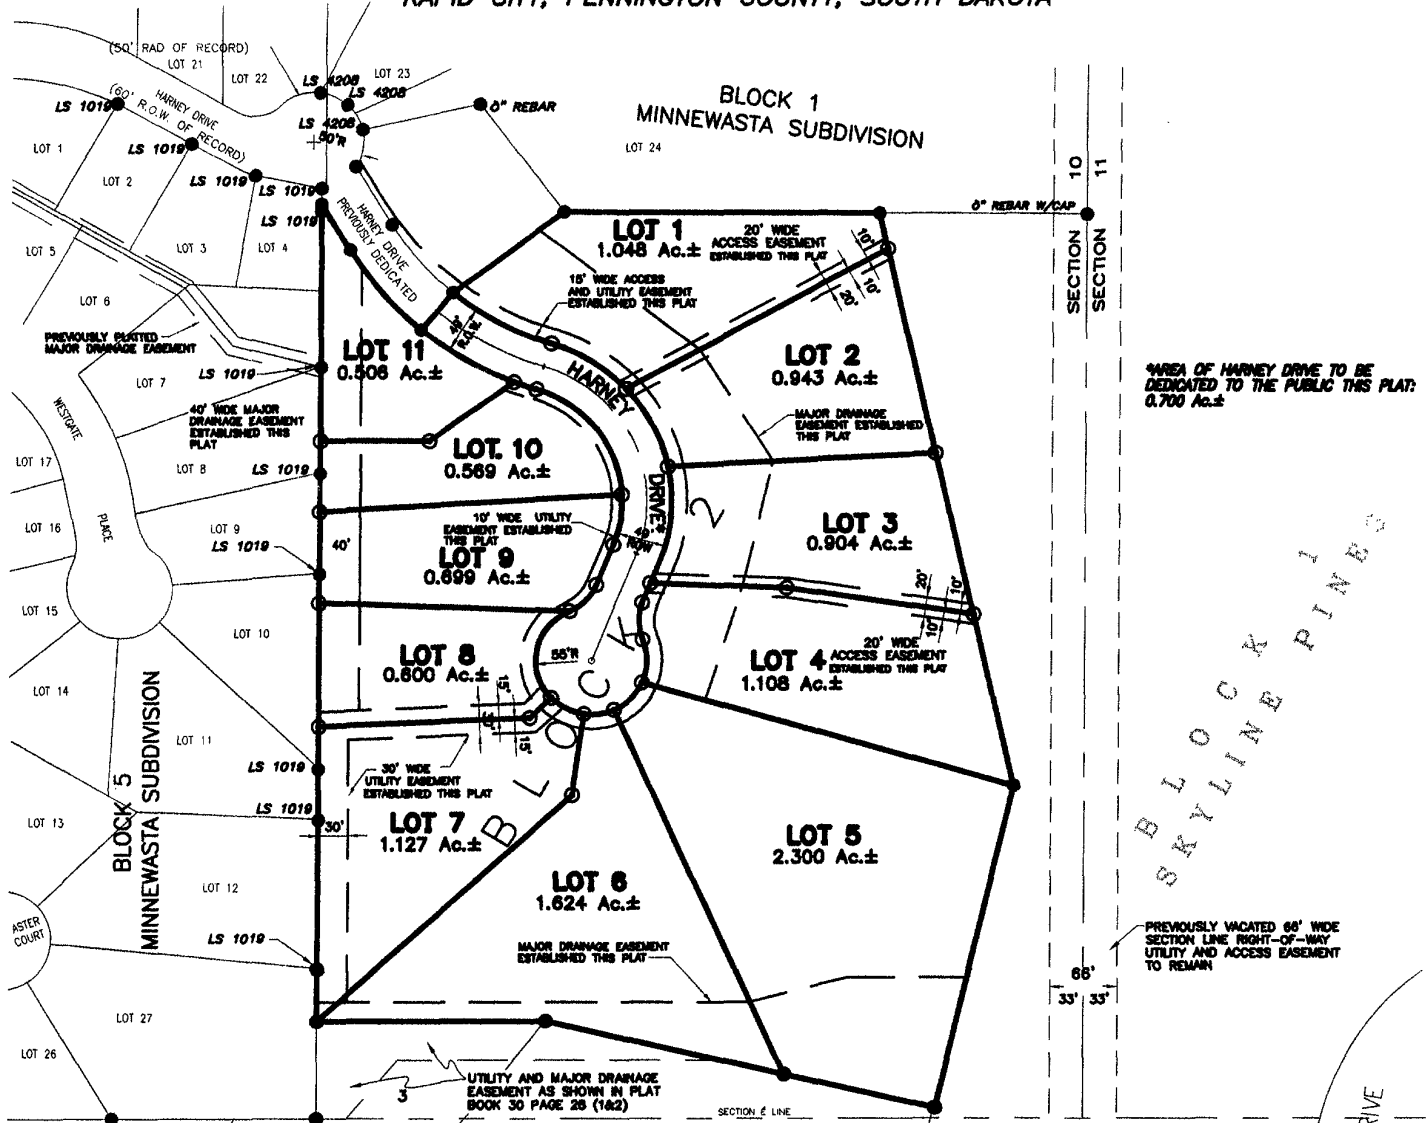 RAPID CITY, PENNINGTON COUNTY, SOUTH DAKOTA
(50' RAD OF RECORD)
LOT 21
LOT 22
LOT 23
LS 4208
LS 4208
LS 4208
50'R
LS 1019
HARNEY DRIVE
(60' R.O.W. OF RECORD)
LS 1019
LS 1019
LS 1019
LS 1019
LOT 1
LOT 2
LOT 3
LOT 4
LOT 5
LOT 6
BLOCK 1
MINNEWASTA SUBDIVISION
LOT 24
HARNEY DRIVE
PREVIOUSLY DEDICATED
SECTION 10
SECTION 11
LOT 1
1.048 Ac.±
20' WIDE
ACCESS EASEMENT
ESTABLISHED THIS PLAT
10'
10'
20'
15' WIDE ACCESS
AND UTILITY EASEMENT
ESTABLISHED THIS PLAT
PREVIOUSLY PLATTED
MAJOR DRAINAGE EASEMENT
LOT 7
LS 1019
LOT 11
0.506 Ac.±
R.O.W.
HARNEY
DRIVE*
LOT 2
0.943 Ac.±
*AREA OF HARNEY DRIVE TO BE
DEDICATED TO THE PUBLIC THIS PLAT:
0.700 Ac.±
40' WIDE MAJOR
DRAINAGE EASEMENT
ESTABLISHED THIS
PLAT
MAJOR DRAINAGE
EASEMENT ESTABLISHED
THIS PLAT
WESTGATE
PLACE
LOT 17
LOT 8
LS 1019
LOT 10
0.569 Ac.±
LOT 16
LOT 9
LS 1019
40'
10' WIDE UTILITY
EASEMENT ESTABLISHED
THIS PLAT
ROW
LOT 9
0.699 Ac.±
LOT 3
0.904 Ac.±
20'
10'
10'
LOT 15
LOT 10
LOT 8
0.600 Ac.±
55'R
LOT 4
1.108 Ac.±
20' WIDE
ACCESS EASEMENT
ESTABLISHED THIS PLAT
BLOCK 2
LOT 14
LOT 11
15'
15'
LS 1019
30' WIDE
UTILITY EASEMENT
ESTABLISHED THIS PLAT
LS 1019
30'
LOT 7
1.127 Ac.±
LOT 5
2.300 Ac.±
BLOCK 1
SKYLINE PINES
LOT 13
BLOCK 5
MINNEWASTA SUBDIVISION
LOT 12
LOT 6
1.624 Ac.±
ASTER
COURT
LS 1019
MAJOR DRAINAGE EASEMENT
ESTABLISHED THIS PLAT
PREVIOUSLY VACATED 66' WIDE
SECTION LINE RIGHT-OF-WAY
UTILITY AND ACCESS EASEMENT
TO REMAIN
66'
33' 33'
LOT 27
LOT 26
3
UTILITY AND MAJOR DRAINAGE
EASEMENT AS SHOWN IN PLAT
BOOK 30 PAGE 26 (1&2)
SECTION ₵ LINE